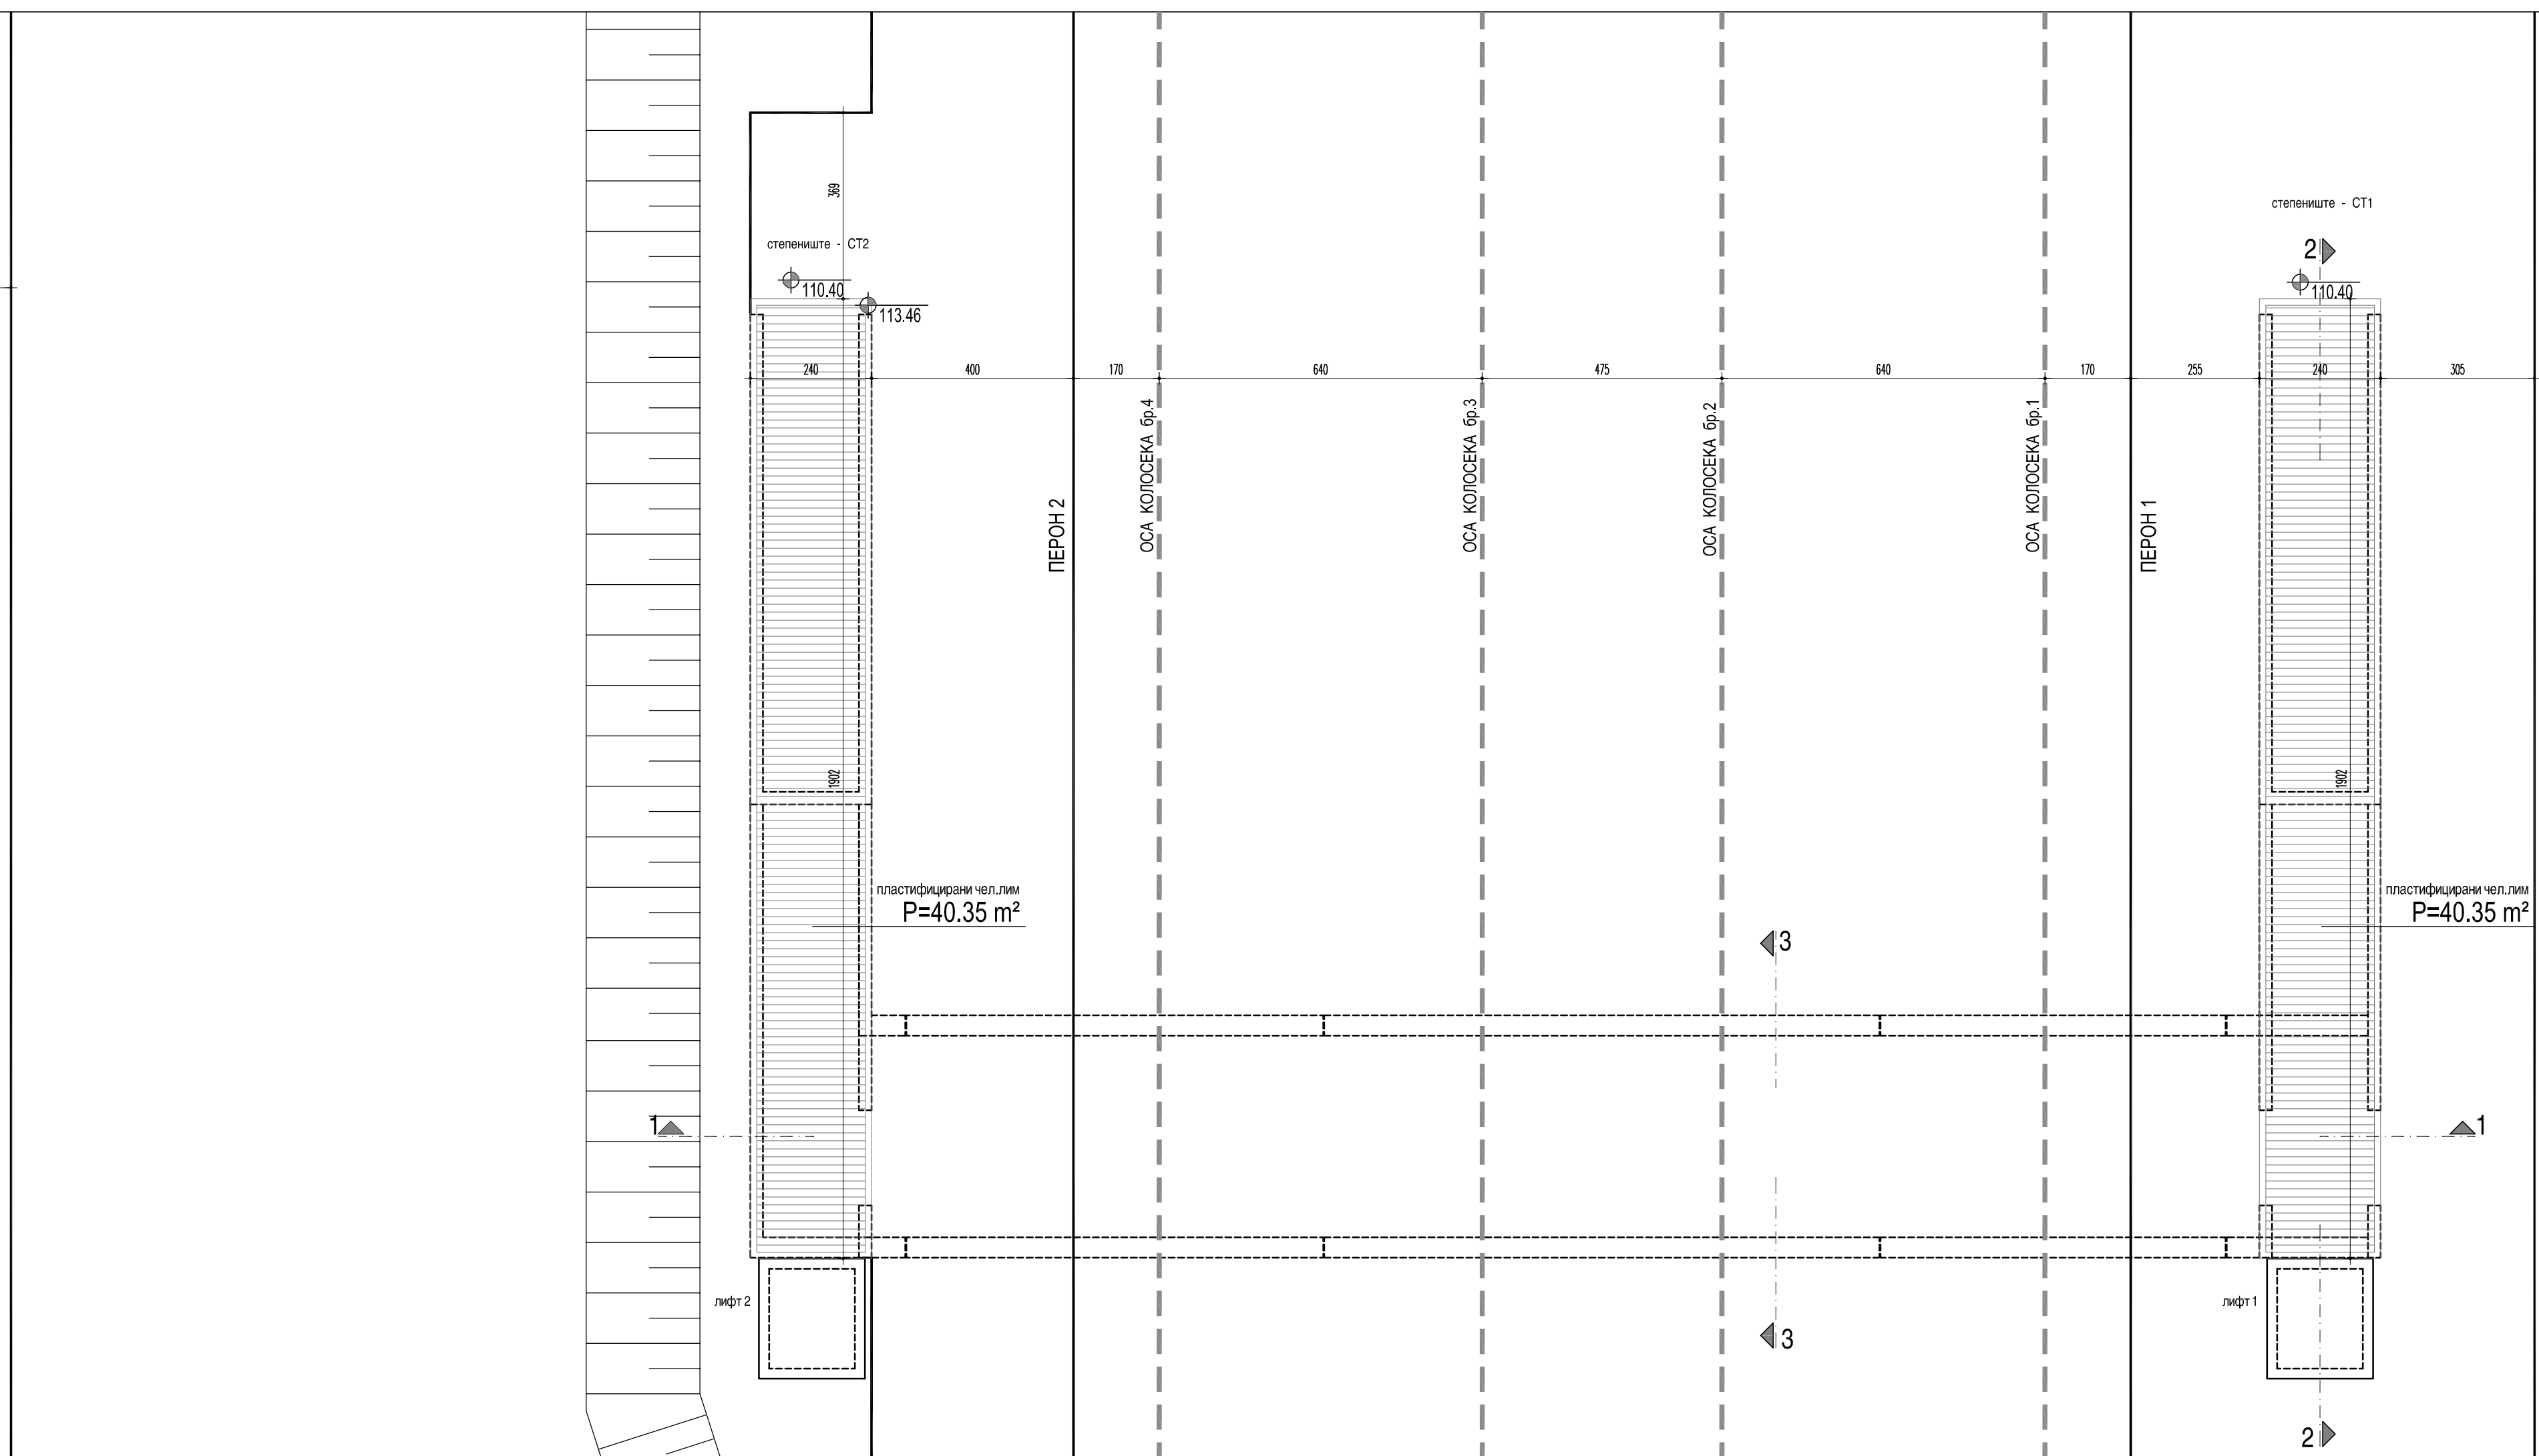 степениште - СТ1
2
369
степениште - СТ2
110.40
110.40
113.46
240
400
170
640
475
640
170
255
240
305
ОСА КОЛОСЕКА бр.4
ОСА КОЛОСЕКА бр.3
ОСА КОЛОСЕКА бр.2
ОСА КОЛОСЕКА бр.1
ПЕРОН 2
ПЕРОН 1
1902
1902
пластифицирани чел.лим
P=40.35 m²
пластифицирани чел.лим
P=40.35 m²
3
1
1
лифт 2
лифт 1
3
2